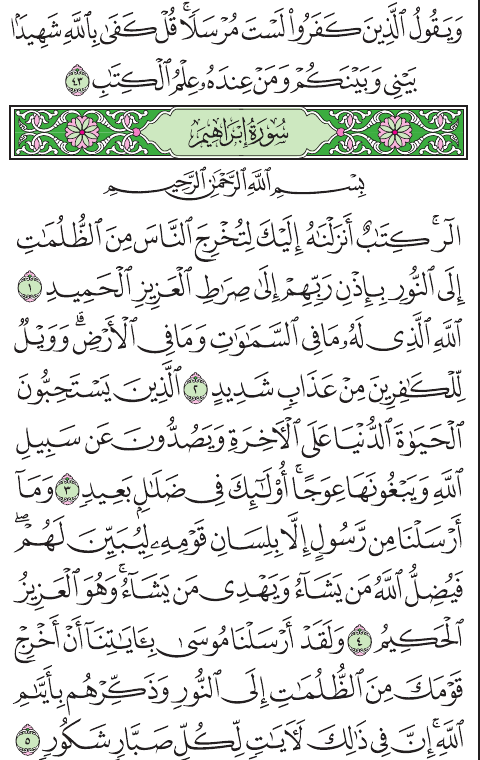 وَيَقُولُ ٱلَّذِينَ كَفَرُوا۟ لَسْتَ مُرْسَلًا ۚ قُلْ كَفَىٰ بِٱللَّهِ شَهِيدًۢا
بَيْنِى وَبَيْنَكُمْ وَمَنْ عِندَهُۥ عِلْمُ ٱلْكِتَٰبِ ٤٣
سُورَةُ إِبْرَاهِيمَ
بِسْمِ ٱللَّهِ ٱلرَّحْمَٰنِ ٱلرَّحِيمِ
الٓر ۚ كِتَٰبٌ أَنزَلْنَٰهُ إِلَيْكَ لِتُخْرِجَ ٱلنَّاسَ مِنَ ٱلظُّلُمَٰتِ
إِلَى ٱلنُّورِ بِإِذْنِ رَبِّهِمْ إِلَىٰ صِرَٰطِ ٱلْعَزِيزِ ٱلْحَمِيدِ ١
ٱللَّهِ ٱلَّذِى لَهُۥ مَا فِى ٱلسَّمَٰوَٰتِ وَمَا فِى ٱلْأَرْضِ ۗ وَوَيْلٌ
لِّلْكَٰفِرِينَ مِنْ عَذَابٍ شَدِيدٍ ٢ ٱلَّذِينَ يَسْتَحِبُّونَ
ٱلْحَيَوٰةَ ٱلدُّنْيَا عَلَى ٱلْءَاخِرَةِ وَيَصُدُّونَ عَن سَبِيلِ
ٱللَّهِ وَيَبْغُونَهَا عِوَجًا ۚ أُو۟لَٰٓئِكَ فِى ضَلَٰلٍۭ بَعِيدٍ ٣ وَمَآ
أَرْسَلْنَا مِن رَّسُولٍ إِلَّا بِلِسَانِ قَوْمِهِۦ لِيُبَيِّنَ لَهُمْ ۖ
فَيُضِلُّ ٱللَّهُ مَن يَشَآءُ وَيَهْدِى مَن يَشَآءُ ۚ وَهُوَ ٱلْعَزِيزُ
ٱلْحَكِيمُ ٤ وَلَقَدْ أَرْسَلْنَا مُوسَىٰ بِـَٔايَٰتِنَآ أَنْ أَخْرِجْ
قَوْمَكَ مِنَ ٱلظُّلُمَٰتِ إِلَى ٱلنُّورِ وَذَكِّرْهُم بِأَيَّىٰمِ
ٱللَّهِ ۚ إِنَّ فِى ذَٰلِكَ لَءَايَٰتٍ لِّكُلِّ صَبَّارٍ شَكُورٍ ٥